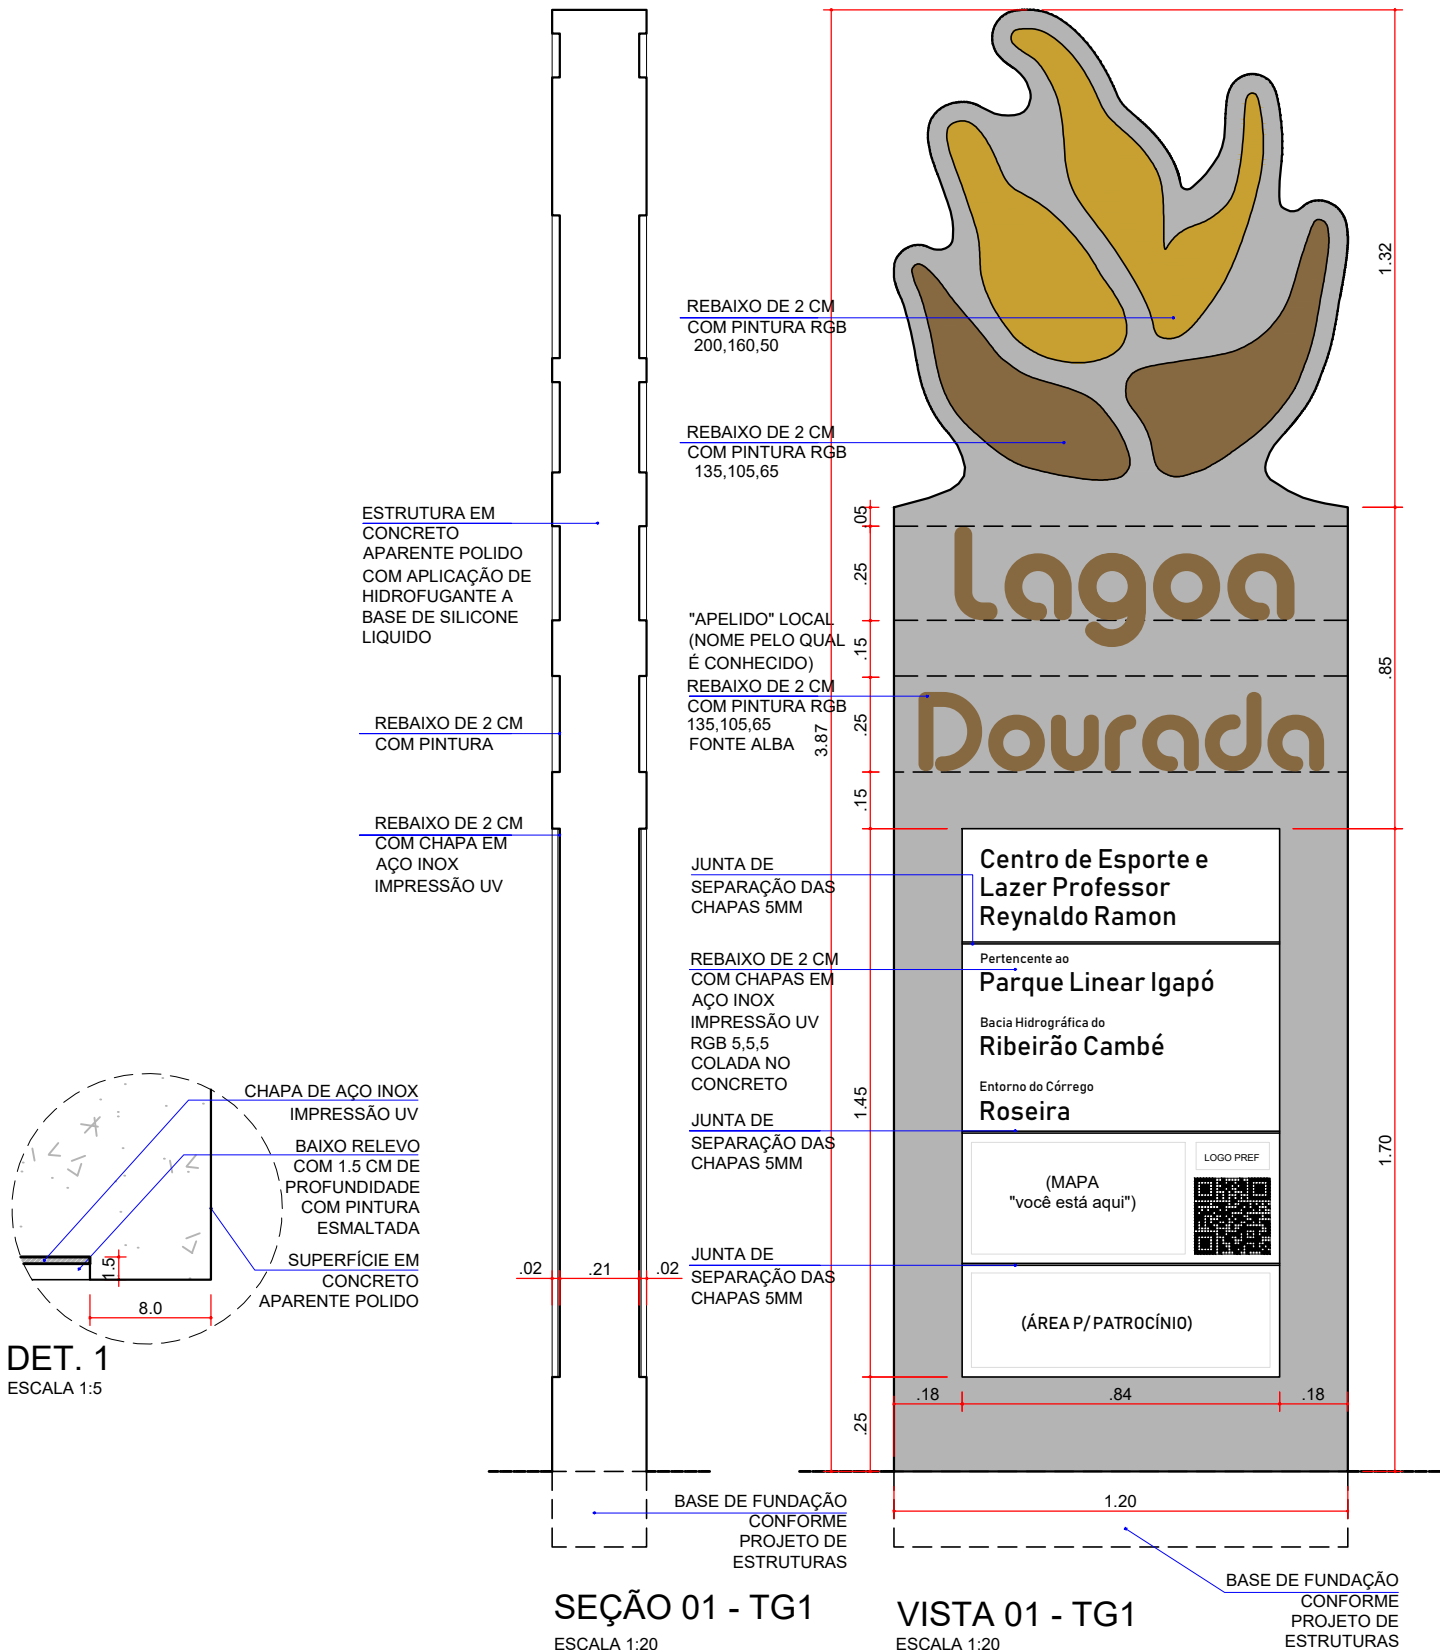 1.32
REBAIXO DE 2 CM
COM PINTURA RGB
200,160,50
REBAIXO DE 2 CM
COM PINTURA RGB
135,105,65
ESTRUTURA EM
CONCRETO
APARENTE POLIDO
COM APLICAÇÃO DE
HIDROFUGANTE A
BASE DE SILICONE
LIQUIDO
.05
.25
.15
.25
.15
Lagoa
Dourada
.85
"APELIDO" LOCAL
(NOME PELO QUAL
É CONHECIDO)
REBAIXO DE 2 CM
COM PINTURA RGB
135,105,65
FONTE ALBA
3.87
REBAIXO DE 2 CM
COM PINTURA
REBAIXO DE 2 CM
COM CHAPA EM
AÇO INOX
IMPRESSÃO UV
JUNTA DE
SEPARAÇÃO DAS
CHAPAS 5MM
REBAIXO DE 2 CM
COM CHAPAS EM
AÇO INOX
IMPRESSÃO UV
RGB 5,5,5
COLADA NO
CONCRETO
JUNTA DE
SEPARAÇÃO DAS
CHAPAS 5MM
JUNTA DE
SEPARAÇÃO DAS
CHAPAS 5MM
Centro de Esporte e
Lazer Professor
Reynaldo Ramon
Pertencente ao
Parque Linear Igapó
Bacia Hidrográfica do
Ribeirão Cambé
Entorno do Córrego
Roseira
(MAPA
"você está aqui")
LOGO PREF
(ÁREA P/ PATROCÍNIO)
1.45
1.70
.25
.18
.84
.18
1.20
CHAPA DE AÇO INOX
IMPRESSÃO UV
BAIXO RELEVO
COM 1.5 CM DE
PROFUNDIDADE
COM PINTURA
ESMALTADA
SUPERFÍCIE EM
CONCRETO
APARENTE POLIDO
1.5
8.0
DET. 1
ESCALA 1:5
.02
.21
.02
BASE DE FUNDAÇÃO
CONFORME
PROJETO DE
ESTRUTURAS
SEÇÃO 01 - TG1
ESCALA 1:20
VISTA 01 - TG1
ESCALA 1:20
BASE DE FUNDAÇÃO
CONFORME
PROJETO DE
ESTRUTURAS